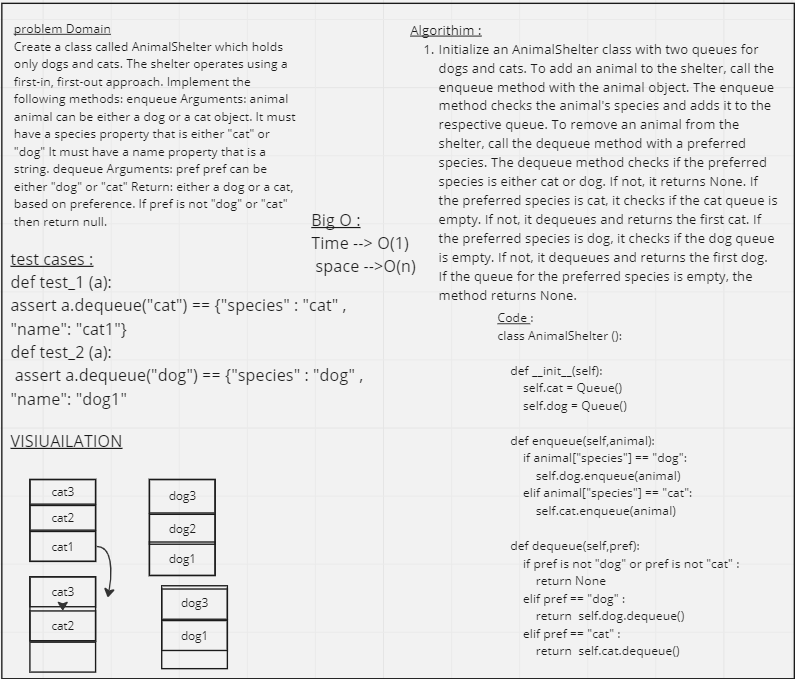 problem Domain
Create a class called AnimalShelter which holds
only dogs and cats. The shelter operates using a
first-in, first-out approach. Implement the
following methods: enqueue Arguments: animal
animal can be either a dog or a cat object. It must
have a species property that is either "cat" or
"dog" It must have a name property that is a
string. dequeue Arguments: pref pref can be
either "dog" or "cat" Return: either a dog or a cat,
based on preference. If pref is not "dog" or "cat"
then return null.
test cases :
def test_1 (a):
assert a.dequeue("cat") == {"species" : "cat" ,
"name": "cat1"}
def test_2 (a):
assert a.dequeue("dog") == {"species" : "dog" ,
"name": "dog1"
VISIUAILATION
cat3
cat2
cat1
cat3
cat2
dog3
dog2
dog1
dog3
dog1
Big O :
Time --> O(1)
space -->O(n)
Algorithim :
1. Initialize an AnimalShelter class with two queues for
dogs and cats. To add an animal to the shelter, call the
enqueue method with the animal object. The enqueue
method checks the animal's species and adds it to the
respective queue. To remove an animal from the
shelter, call the dequeue method with a preferred
species. The dequeue method checks if the preferred
species is either cat or dog. If not, it returns None. If
the preferred species is cat, it checks if the cat queue is
empty. If not, it dequeues and returns the first cat. If
the preferred species is dog, it checks if the dog queue
is empty. If not, it dequeues and returns the first dog.
If the queue for the preferred species is empty, the
method returns None.
Code :
class AnimalShelter ():
def __init__(self):
self.cat = Queue()
self.dog = Queue()
def enqueue(self,animal):
if animal["species"] == "dog":
self.dog.enqueue(animal)
elif animal["species"] == "cat":
self.cat.enqueue(animal)
def dequeue(self,pref):
if pref is not "dog" or pref is not "cat" :
return None
elif pref == "dog" :
return self.dog.dequeue()
elif pref == "cat" :
return self.cat.dequeue()